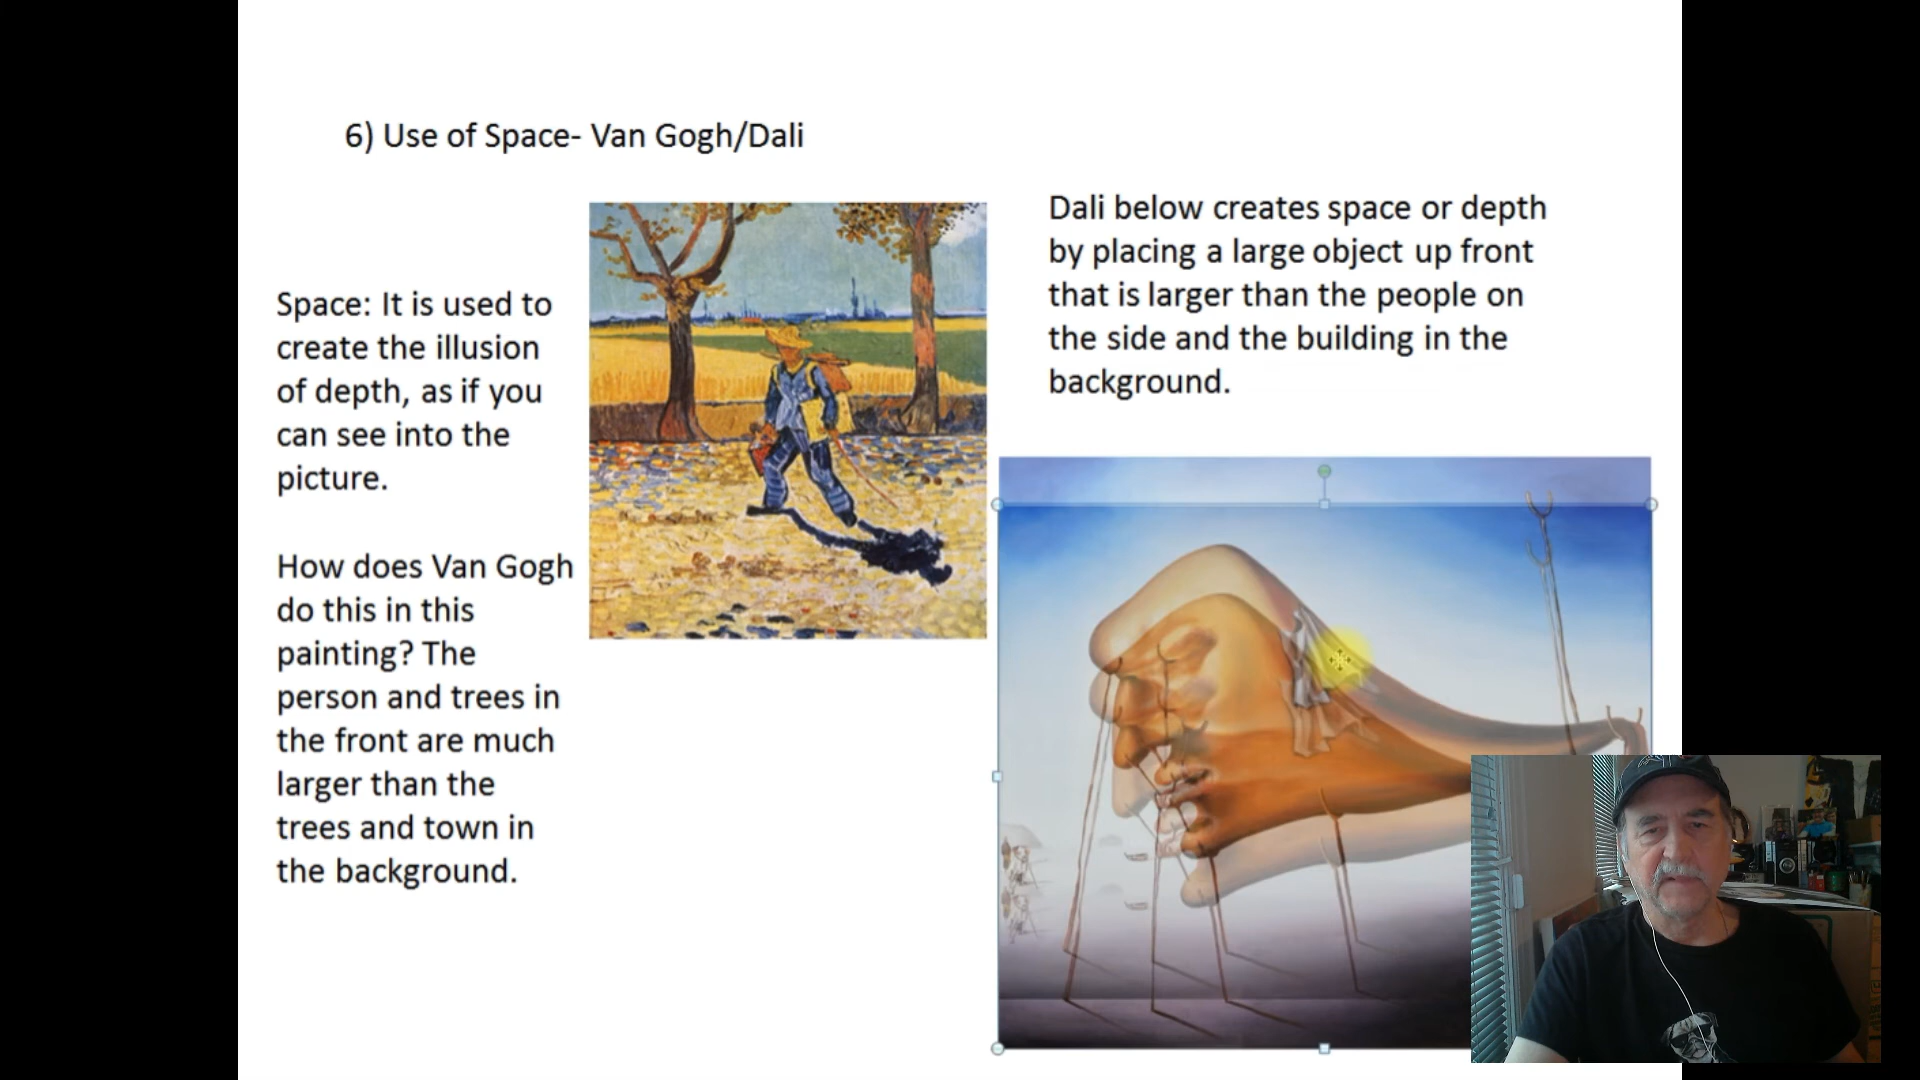 6) Use of Space- Van Gogh/Dali
Space: It is used to
create the illusion
of depth, as if you
can see into the
picture.
How does Van Gogh
do this in this
painting? The
person and trees in
the front are much
larger than the
trees and town in
the background.
Dali below creates space or depth
by placing a large object up front
that is larger than the people on
the side and the building in the
background.